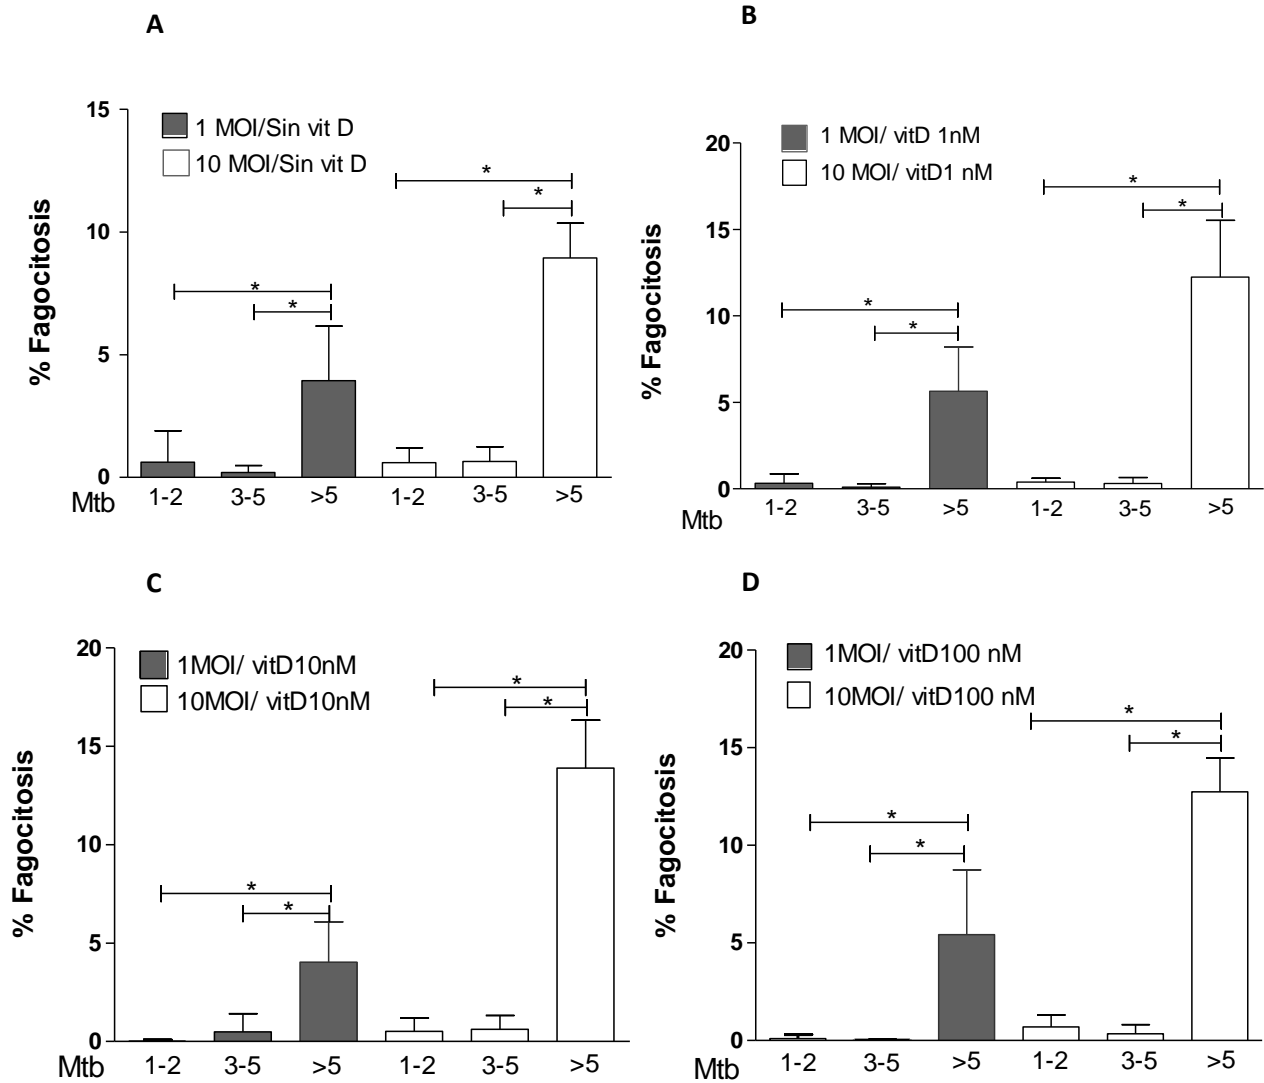 A
% Fagocitosis
15
10
5
0
1 MOI/Sin vit D
10 MOI/Sin vit D
*
*
*
*
Mtb 1-2 3-5 >5 1-2 3-5 >5
B
% Fagocitosis
20
15
10
5
0
1 MOI/ vitD 1nM
10 MOI/ vitD1 nM
*
*
*
*
Mtb 1-2 3-5 >5 1-2 3-5 >5
C
% Fagocitosis
20
15
10
5
0
1MOI/ vitD10nM
10MOI/ vitD10nM
*
*
*
*
Mtb 1-2 3-5 >5 1-2 3-5 >5
D
% Fagocitosis
20
15
10
5
0
1MOI/ vitD100 nM
10MOI/ vitD100 nM
*
*
*
*
Mtb 1-2 3-5 >5 1-2 3-5 >5